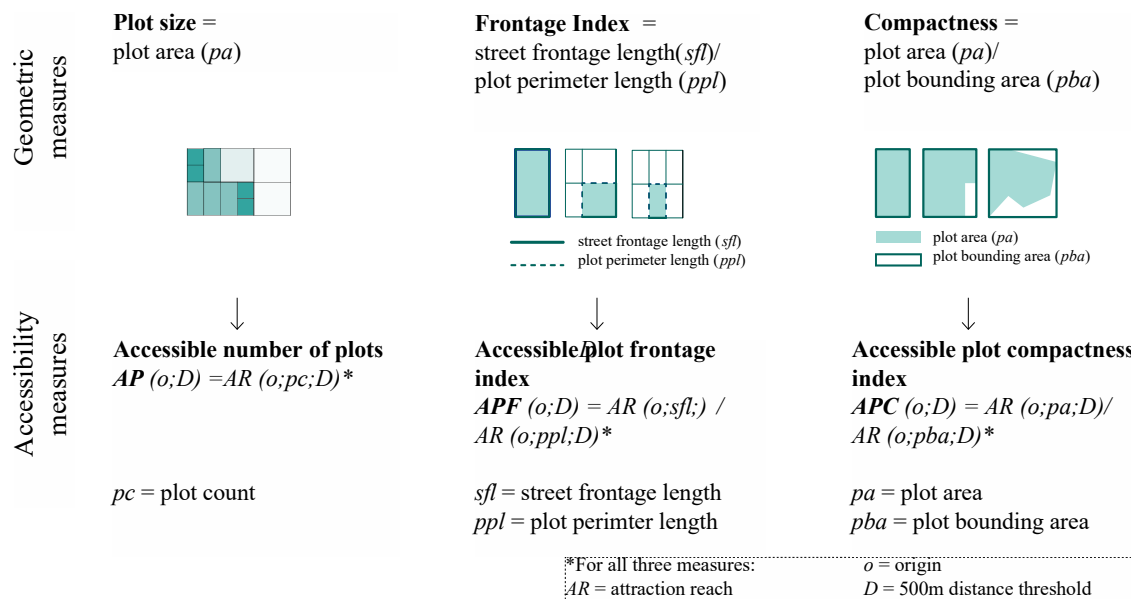 Geometric
measures
Plot size =
plot area (pa)
Frontage Index =
street frontage length(sfl)/
plot perimeter length (ppl)
Compactness =
plot area (pa)/
plot bounding area (pba)
street frontage length (sfl)
plot perimeter length (ppl)
plot area (pa)
plot bounding area (pba)
Accessibility
measures
Accessible number of plots
AP (o;D) =AR (o;pc;D)*
pc = plot count
Accessible plot frontage
D
index
APF (o;D) = AR (o;sfl;) /
AR (o;ppl;D)*
sfl = street frontage length
ppl = plot perimter length
Accessible plot compactness
index
APC (o;D) = AR (o;pa;D)/
AR (o;pba;D)*
pa = plot area
pba = plot bounding area
*For all three measures:
AR = attraction reach
o = origin
D = 500m distance threshold